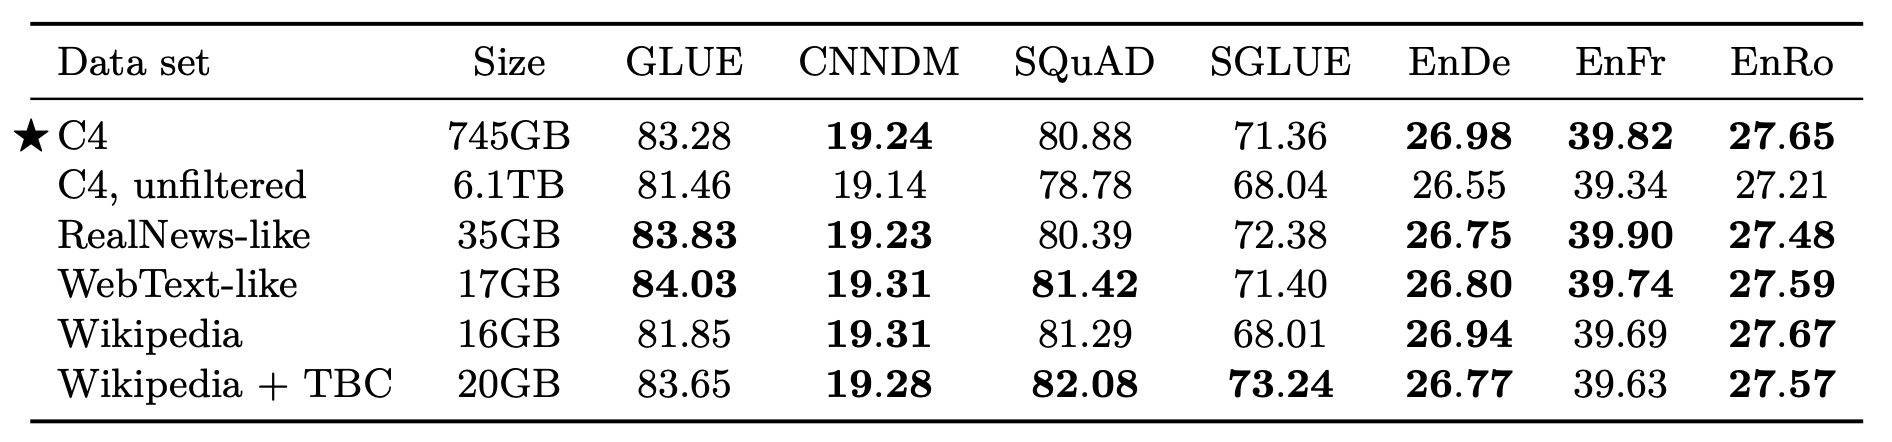 Data set Size GLUE CNNDM SQuAD SGLUE EnDe EnFr EnRo
★ C4 745GB 83.28 19.24 80.88 71.36 26.98 39.82 27.65
C4, unfiltered 6.1TB 81.46 19.14 78.78 68.04 26.55 39.34 27.21
RealNews-like 35GB 83.83 19.23 80.39 72.38 26.75 39.90 27.48
WebText-like 17GB 84.03 19.31 81.42 71.40 26.80 39.74 27.59
Wikipedia 16GB 81.85 19.31 81.29 68.01 26.94 39.69 27.67
Wikipedia + TBC 20GB 83.65 19.28 82.08 73.24 26.77 39.63 27.57